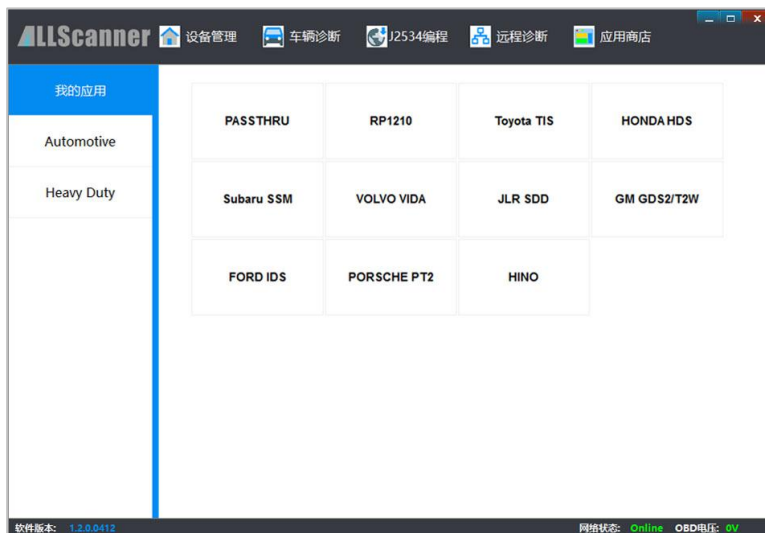 ALLScanner 设备管理 车辆诊断 J2534编程 远程诊断 应用商店
我的应用
Automotive
Heavy Duty
PASSTHRU RP1210 Toyota TIS HONDA HDS
Subaru SSM VOLVO VIDA JLR SDD GM GDS2/T2W
FORD IDS PORSCHE PT2 HINO
软件版本: 1.2.0.0412 网络状态: Online OBD电压: 0V